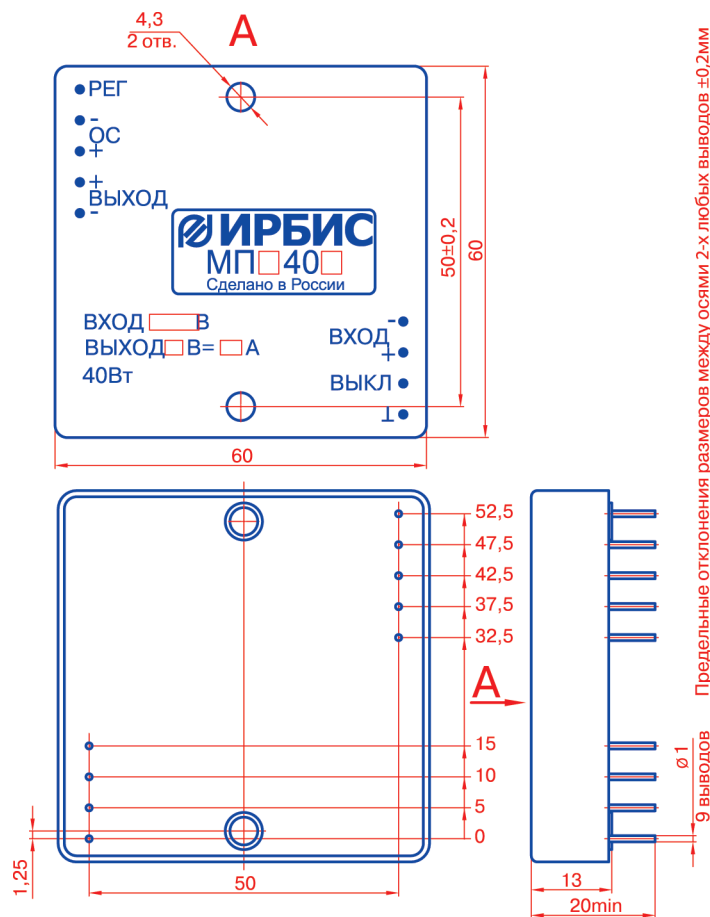 4,3
2 отв.
А
РЕГ
-
ОС
+
+
ВЫХОД
-
ИРБИС
МП□40□
Сделано в России
ВХОД □ В
ВЫХОД□ В= □ А
40Вт
-
ВХОД
+
ВЫКЛ
⊥
50±0,2
60
60
Предельные отклонения размеров между осями 2-х любых выводов ±0,2мм
52,5
47,5
42,5
37,5
32,5
А
15
10
5
0
1,25
50
ø1
9 выводов
13
20min